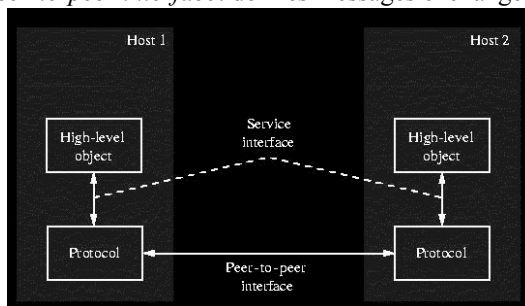 Host 1
Host 2
High-level
object
Service
interface
High-level
object
Protocol
Protocol
Peer-to-peer
interface